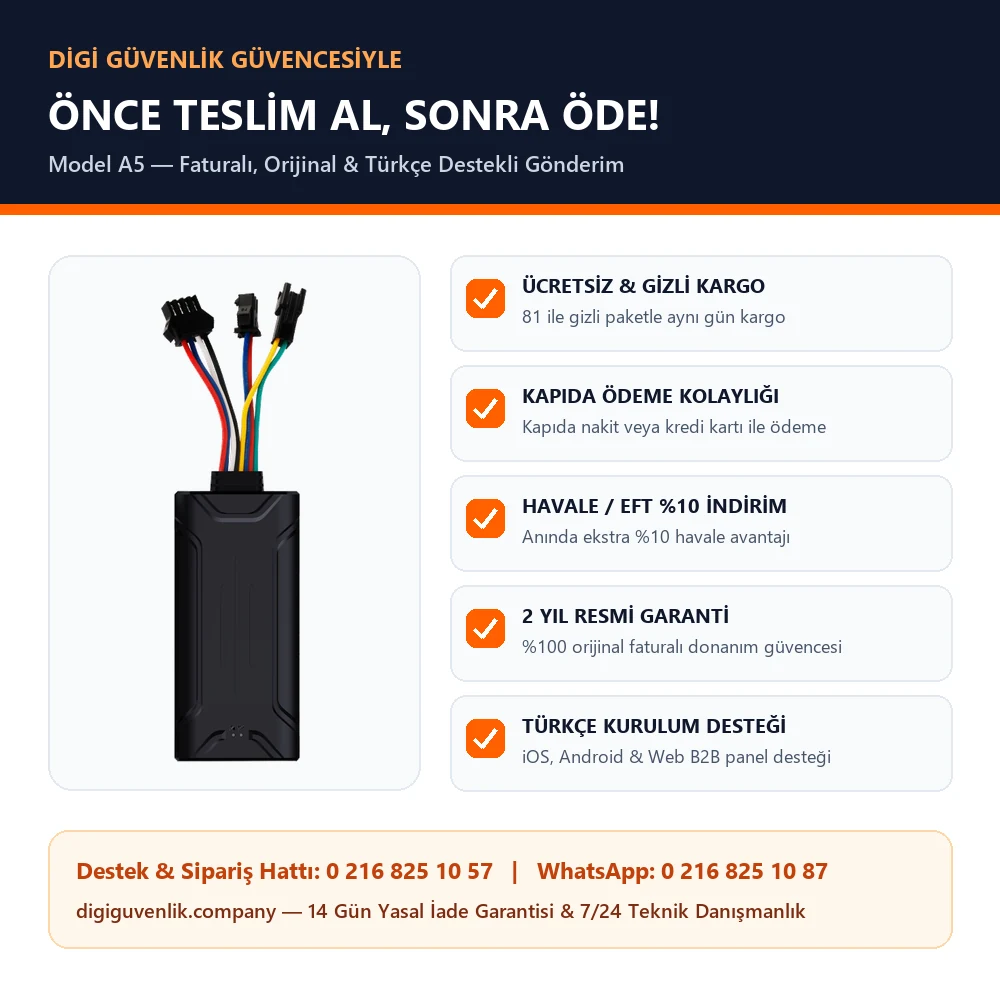 DİGİ GÜVENLİK GÜVENCESİYLE
ÖNCE TESLİM AL, SONRA ÖDE!
Model A5 — Faturalı, Orijinal & Türkçe Destekli Gönderim
ÜCRETSİZ & GİZLİ KARGO
81 ile gizli paketle aynı gün kargo
KAPIDA ÖDEME KOLAYLIĞI
Kapıda nakit veya kredi kartı ile ödeme
HAVALE / EFT %10 İNDİRİM
Anında ekstra %10 havale avantajı
2 YIL RESMİ GARANTİ
%100 orijinal faturalı donanım güvencesi
TÜRKÇE KURULUM DESTEĞİ
iOS, Android & Web B2B panel desteği
Destek & Sipariş Hattı: 0 216 825 10 57 | WhatsApp: 0 216 825 10 87
digiguvenlik.company — 14 Gün Yasal İade Garantisi & 7/24 Teknik Danışmanlık